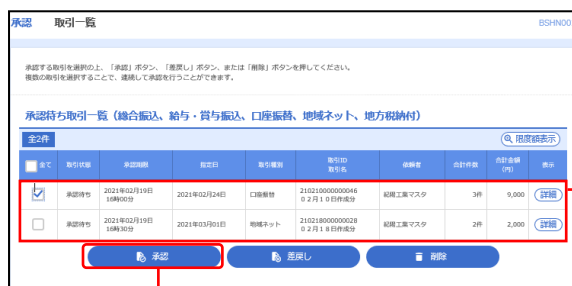 承認 取引一覧 BSHN00
承認する取引を選択の上、「承認」ボタン、「差戻し」ボタン、または「削除」ボタンを押してください。
複数の取引を選択することで、連続して承認を行うことができます。
承認待ち取引一覧（総合振込、給与・賞与振込、口座振替、地域ネット、地方税納付）
全2件 限度額表示
全て 取引状態 承認期限 指定日 取引種別 取引ID 取引名 依頼者 合計件数 合計金額（円） 表示
承認待ち 2021年02月19日 16時00分 2021年02月24日 口座振替 210210000000046 02月10日作成分 紀陽工業マスタ 3件 9,000 詳細
承認待ち 2021年02月19日 16時30分 2021年03月01日 地域ネット 210218000000028 02月18日作成分 紀陽工業マスタ 2件 2,000 詳細
承認 差戻し 削除